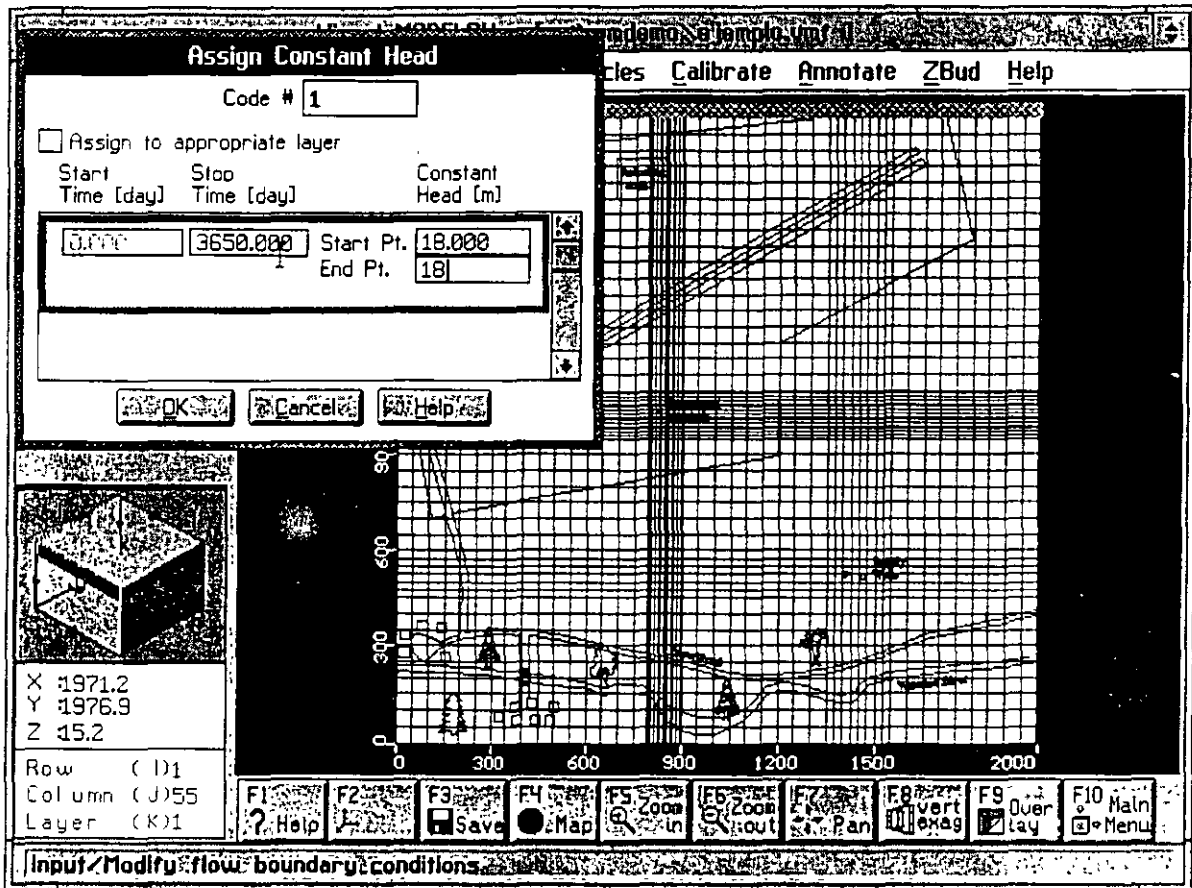 Assign Constant Head
Code # 1
Assign to appropriate layer
Start Time [day]
Stop Time [day]
Constant Head [m]
0.000
3650.000
Start Pt. 18.000
End Pt. 18
OK
Cancel
Help
Calibrate Annotate ZBud Help
900
600
300
0
0 300 600 900 1200 1500 2000
X :1971.2
Y :1976.9
Z :15.2
Row (I)1
Column (J)55
Layer (K)1
F1 ? Help
F2
F3 Save
F4 Map
F5 Zoom in
F6 Zoom out
F7 Pan
F8 vert exag
F9 Over lay
F10 Main Menu
Input/Modify flow boundary conditions